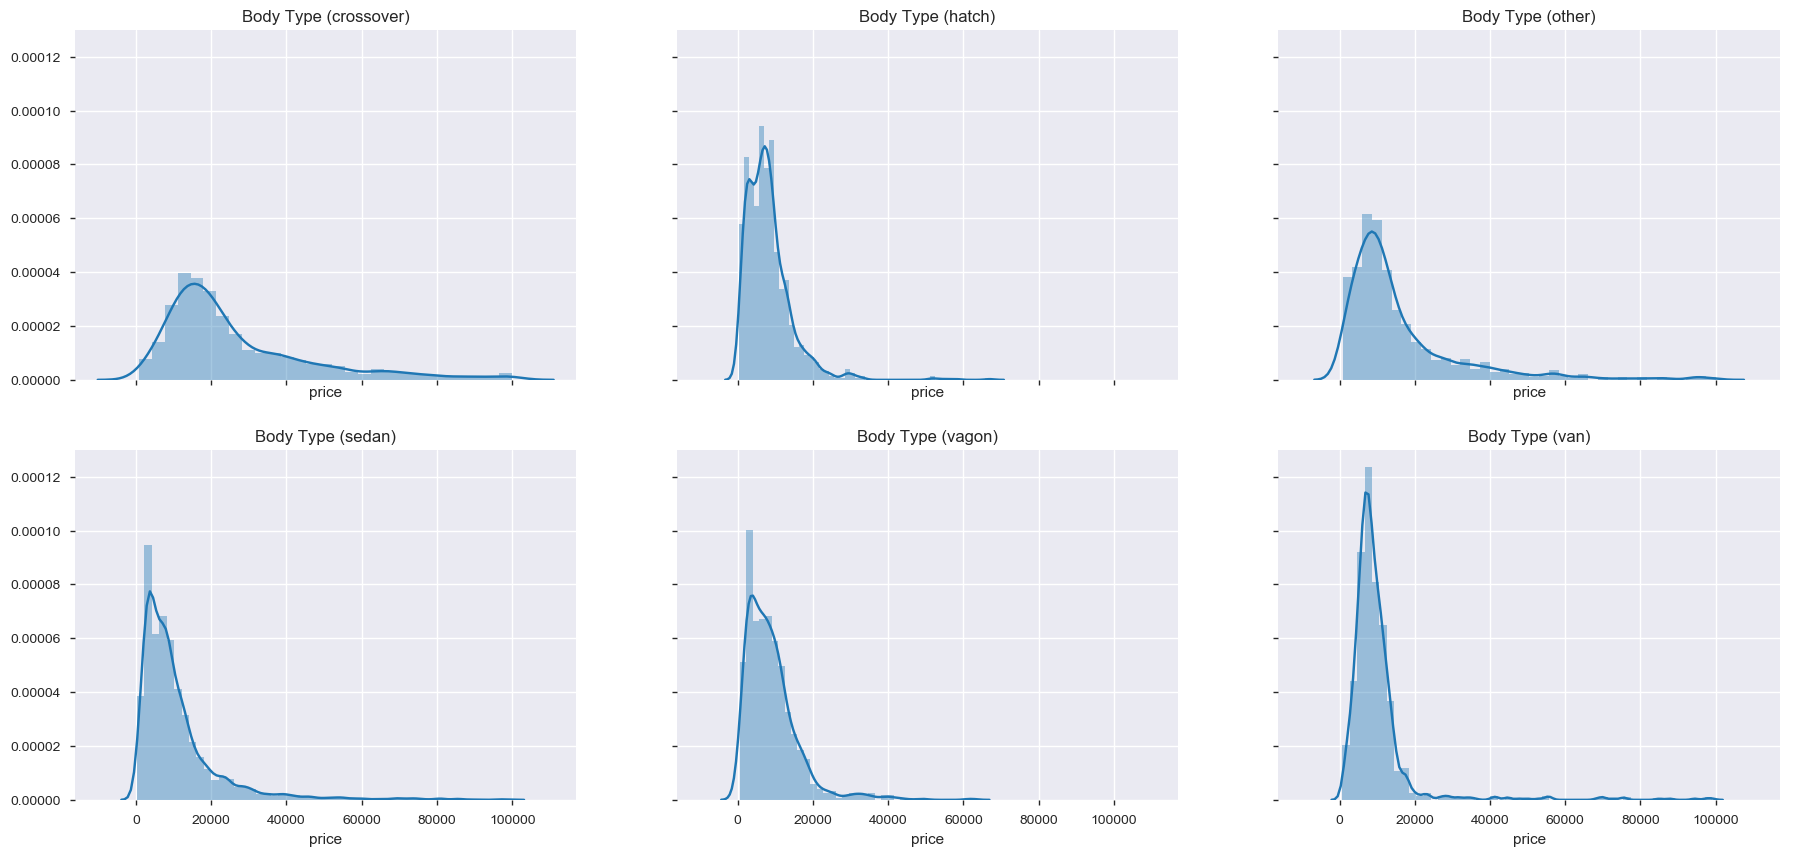 Body Type (crossover)
Body Type (hatch)
Body Type (other)
0.00012
0.00010
0.00008
0.00006
0.00004
0.00002
0.00000
price
price
price
Body Type (sedan)
Body Type (vagon)
Body Type (van)
0.00012
0.00010
0.00008
0.00006
0.00004
0.00002
0.00000
0 20000 40000 60000 80000 100000
0 20000 40000 60000 80000 100000
0 20000 40000 60000 80000 100000
price
price
price